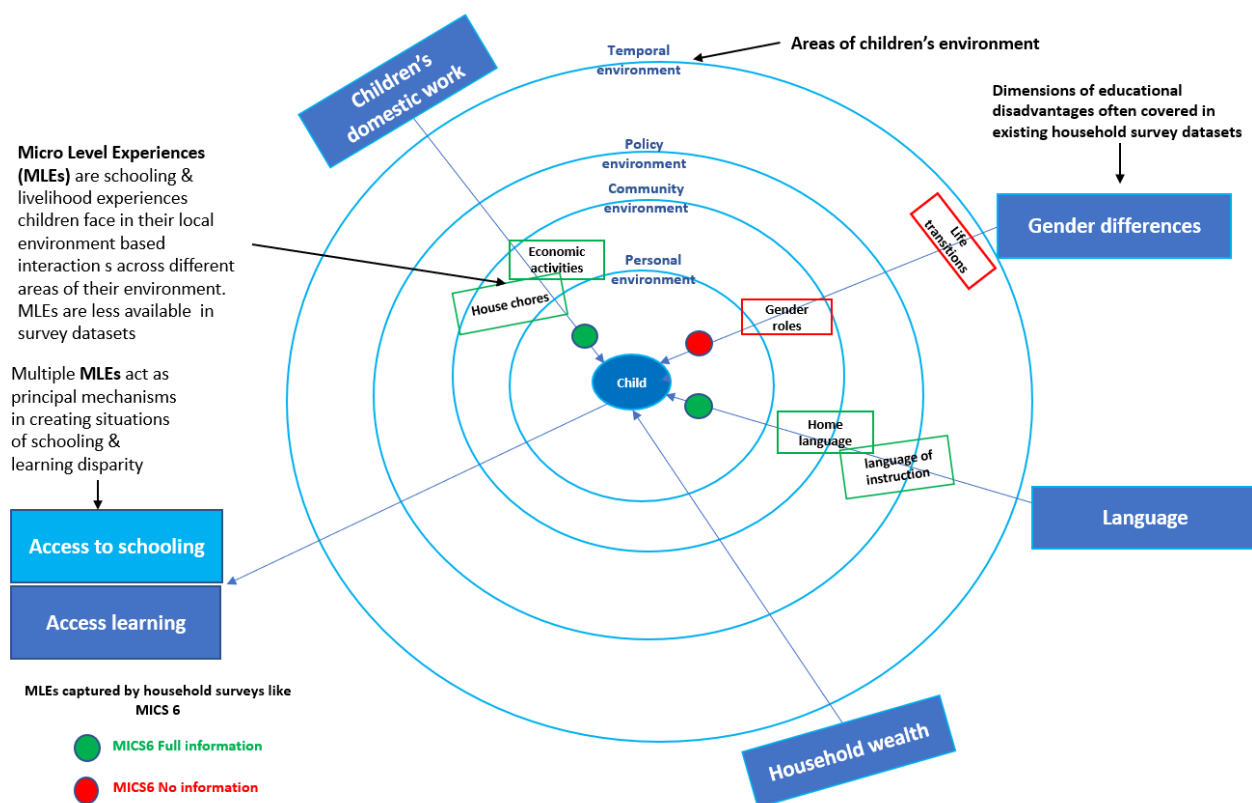 Temporal
environment
Areas of children's environment
Children's
domestic work
Dimensions of educational
disadvantages often covered in
existing household survey datasets
Micro Level Experiences
(MLEs) are schooling &
livelihood experiences
children face in their local
environment based
interaction s across different
areas of their environment.
MLEs are less available in
survey datasets
Policy
environment
Community
environment
Personal
environment
Economic
activities
House chores
Life
transitions
Gender differences
Gender
roles
Child
Home
language
language of
instruction
Language
Multiple MLEs act as
principal mechanisms
in creating situations
of schooling &
learning disparity
Access to schooling
Access learning
Household wealth
MLEs captured by household surveys like
MICS 6
MICS6 Full information
MICS6 No information